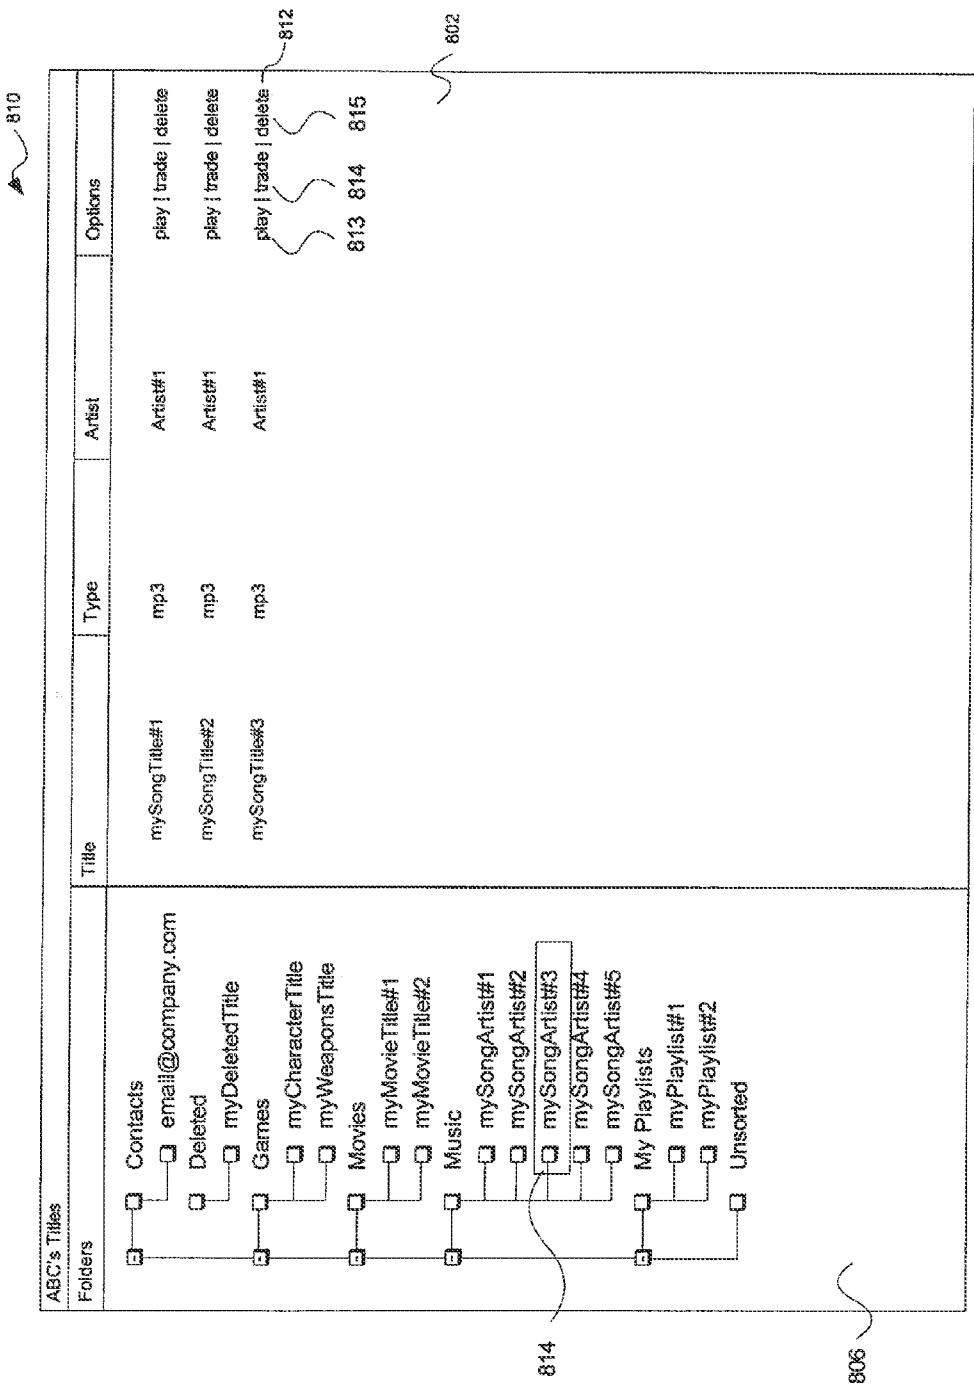 810
ABC's Titles
Folders
Title
Type
Artist
Options
Contacts
email@company.com
Deleted
myDeletedTitle
Games
myCharacterTitle
myWeaponsTitle
Movies
myMovieTitle#1
myMovieTitle#2
Music
mySongArtist#1
mySongArtist#2
mySongArtist#3
mySongArtist#4
mySongArtist#5
My Playlists
myPlaylist#1
myPlaylist#2
Unsorted
mySongTitle#1 mp3 Artist#1 play | trade | delete
mySongTitle#2 mp3 Artist#1 play | trade | delete
mySongTitle#3 mp3 Artist#1 play | trade | delete
812
813
814
815
802
814
806